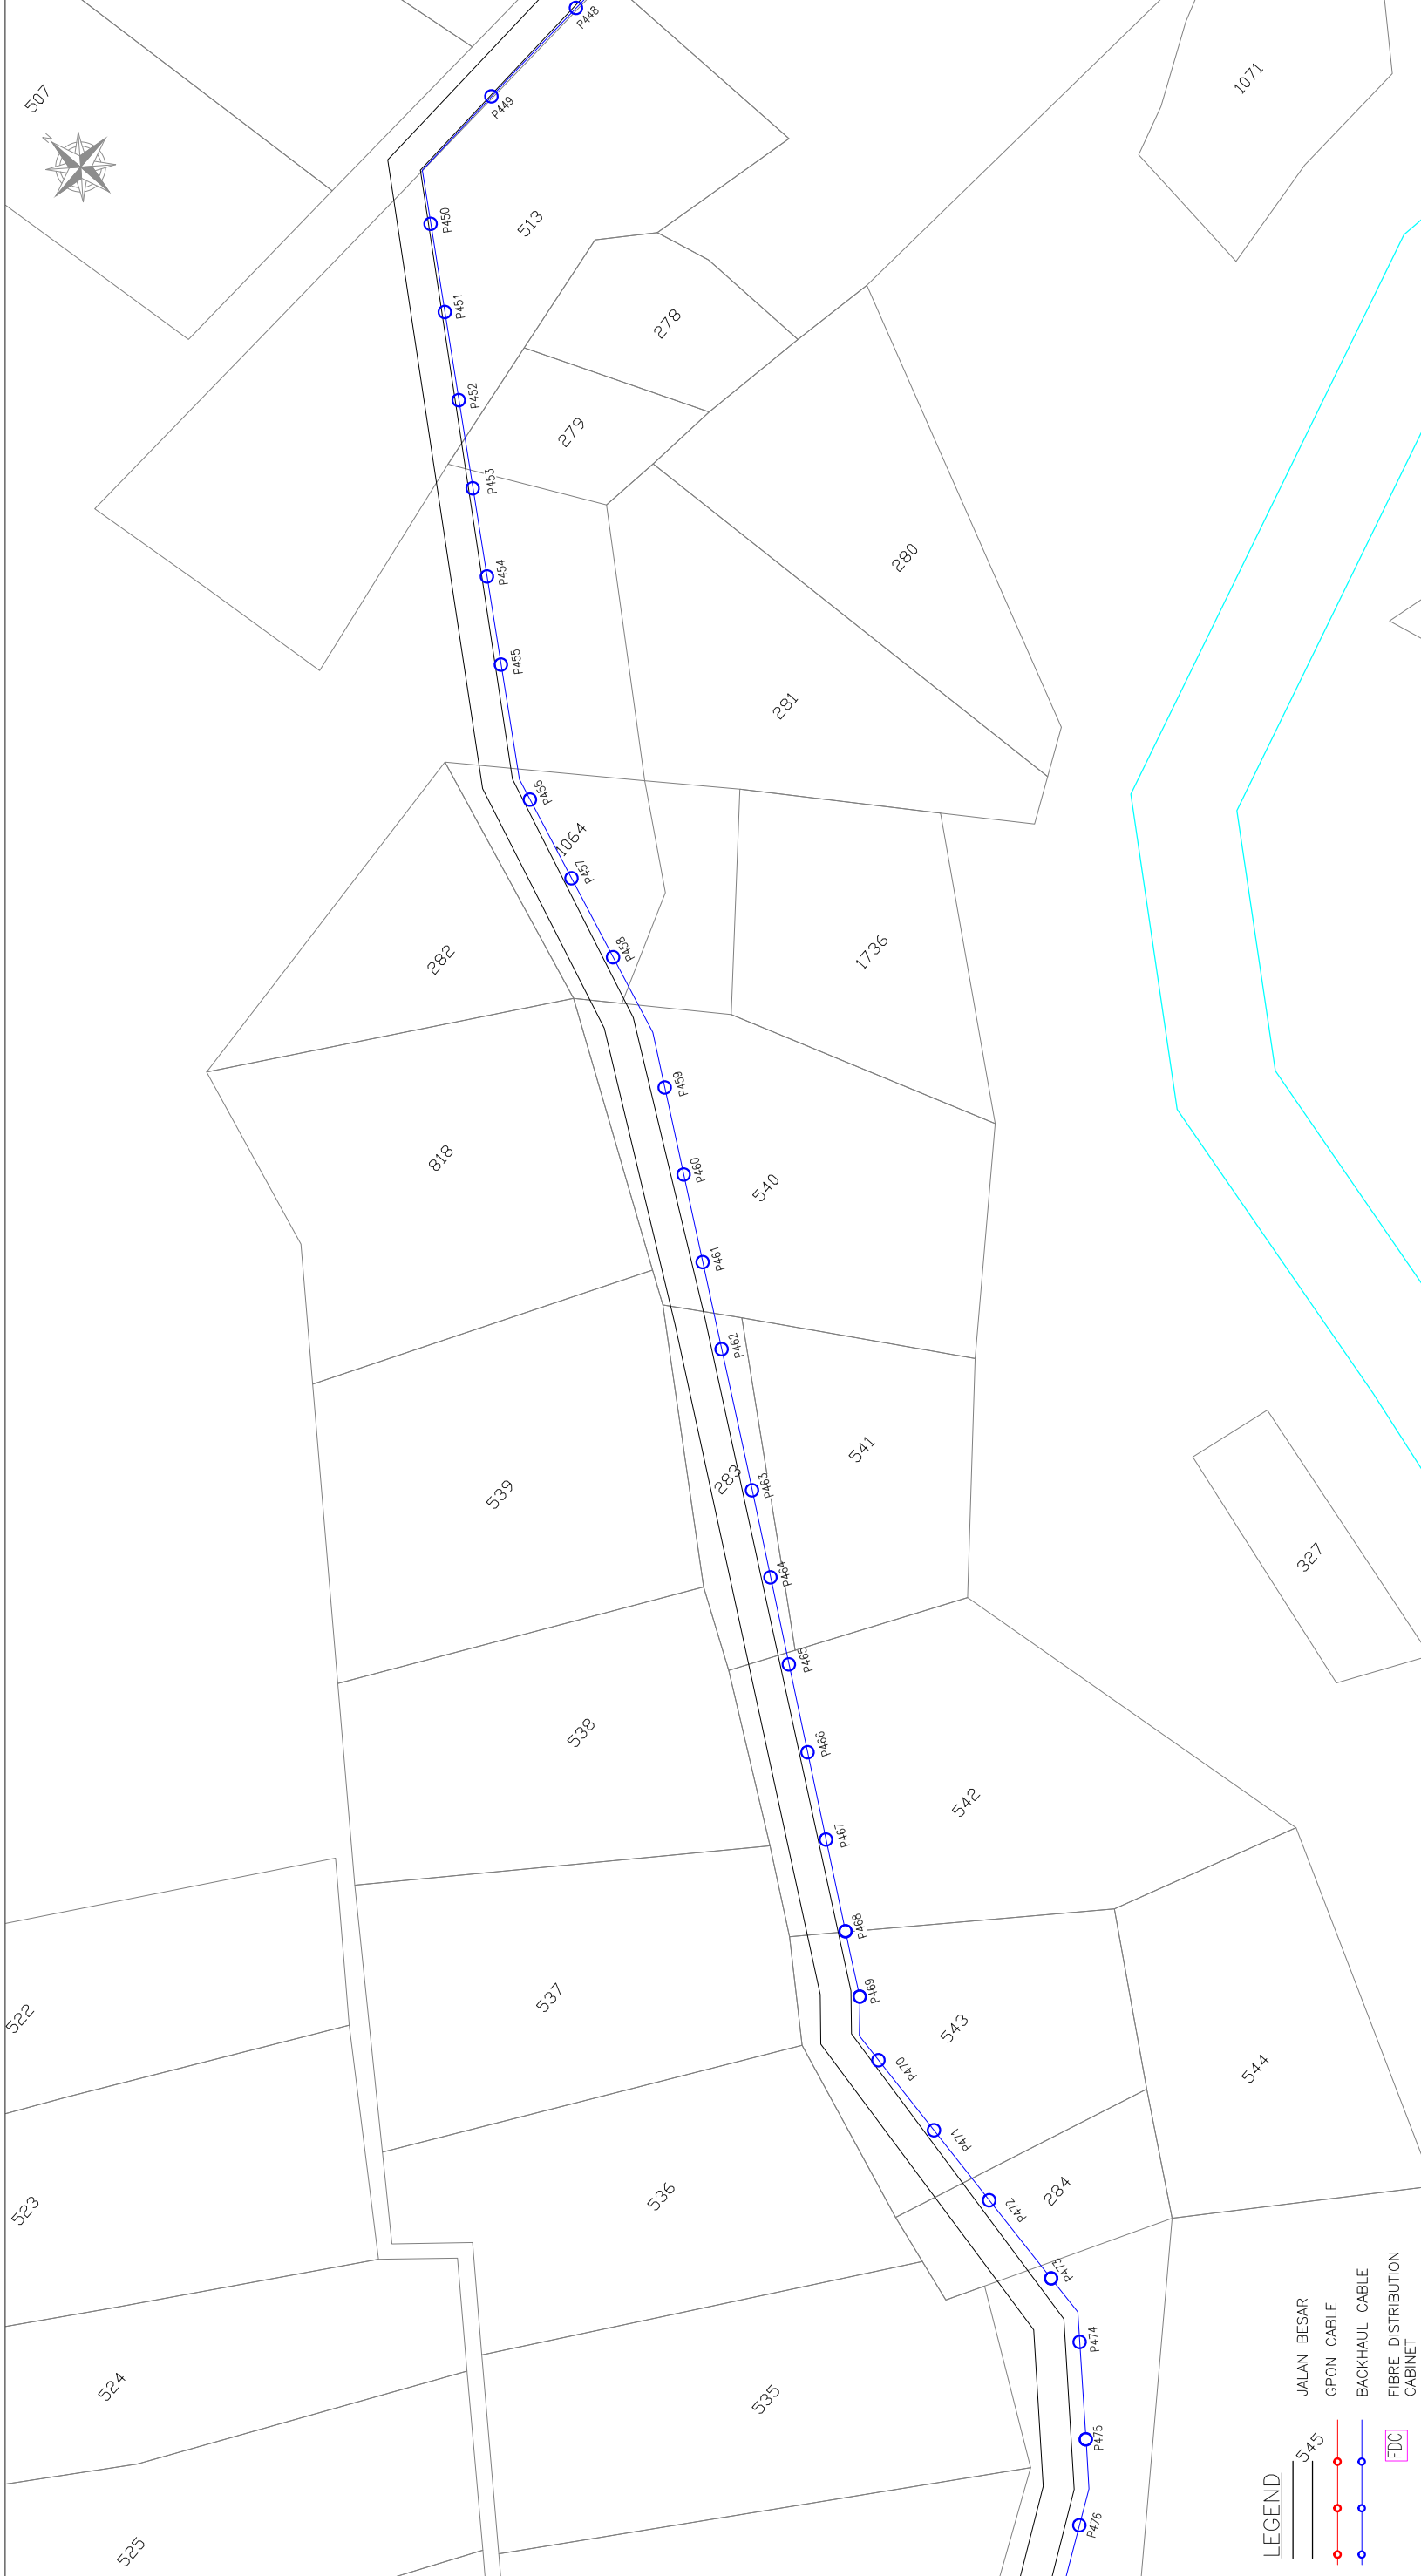 P448
507
P449
1071
N
P450
513
P451
278
P452
279
P453
280
P454
P455
281
P456
1064
P457
1736
P458
282
P459
818
P460
540
P461
P462
541
283
P463
539
327
P464
P465
538
P466
542
P467
P468
P469
537
543
522
P470
544
P471
536
284
P472
523
P473
P474
524
535
P475
545
P476
525
LEGEND
JALAN BESAR
GPON CABLE
BACKHAUL CABLE
FDC
FIBRE DISTRIBUTION
CABINET